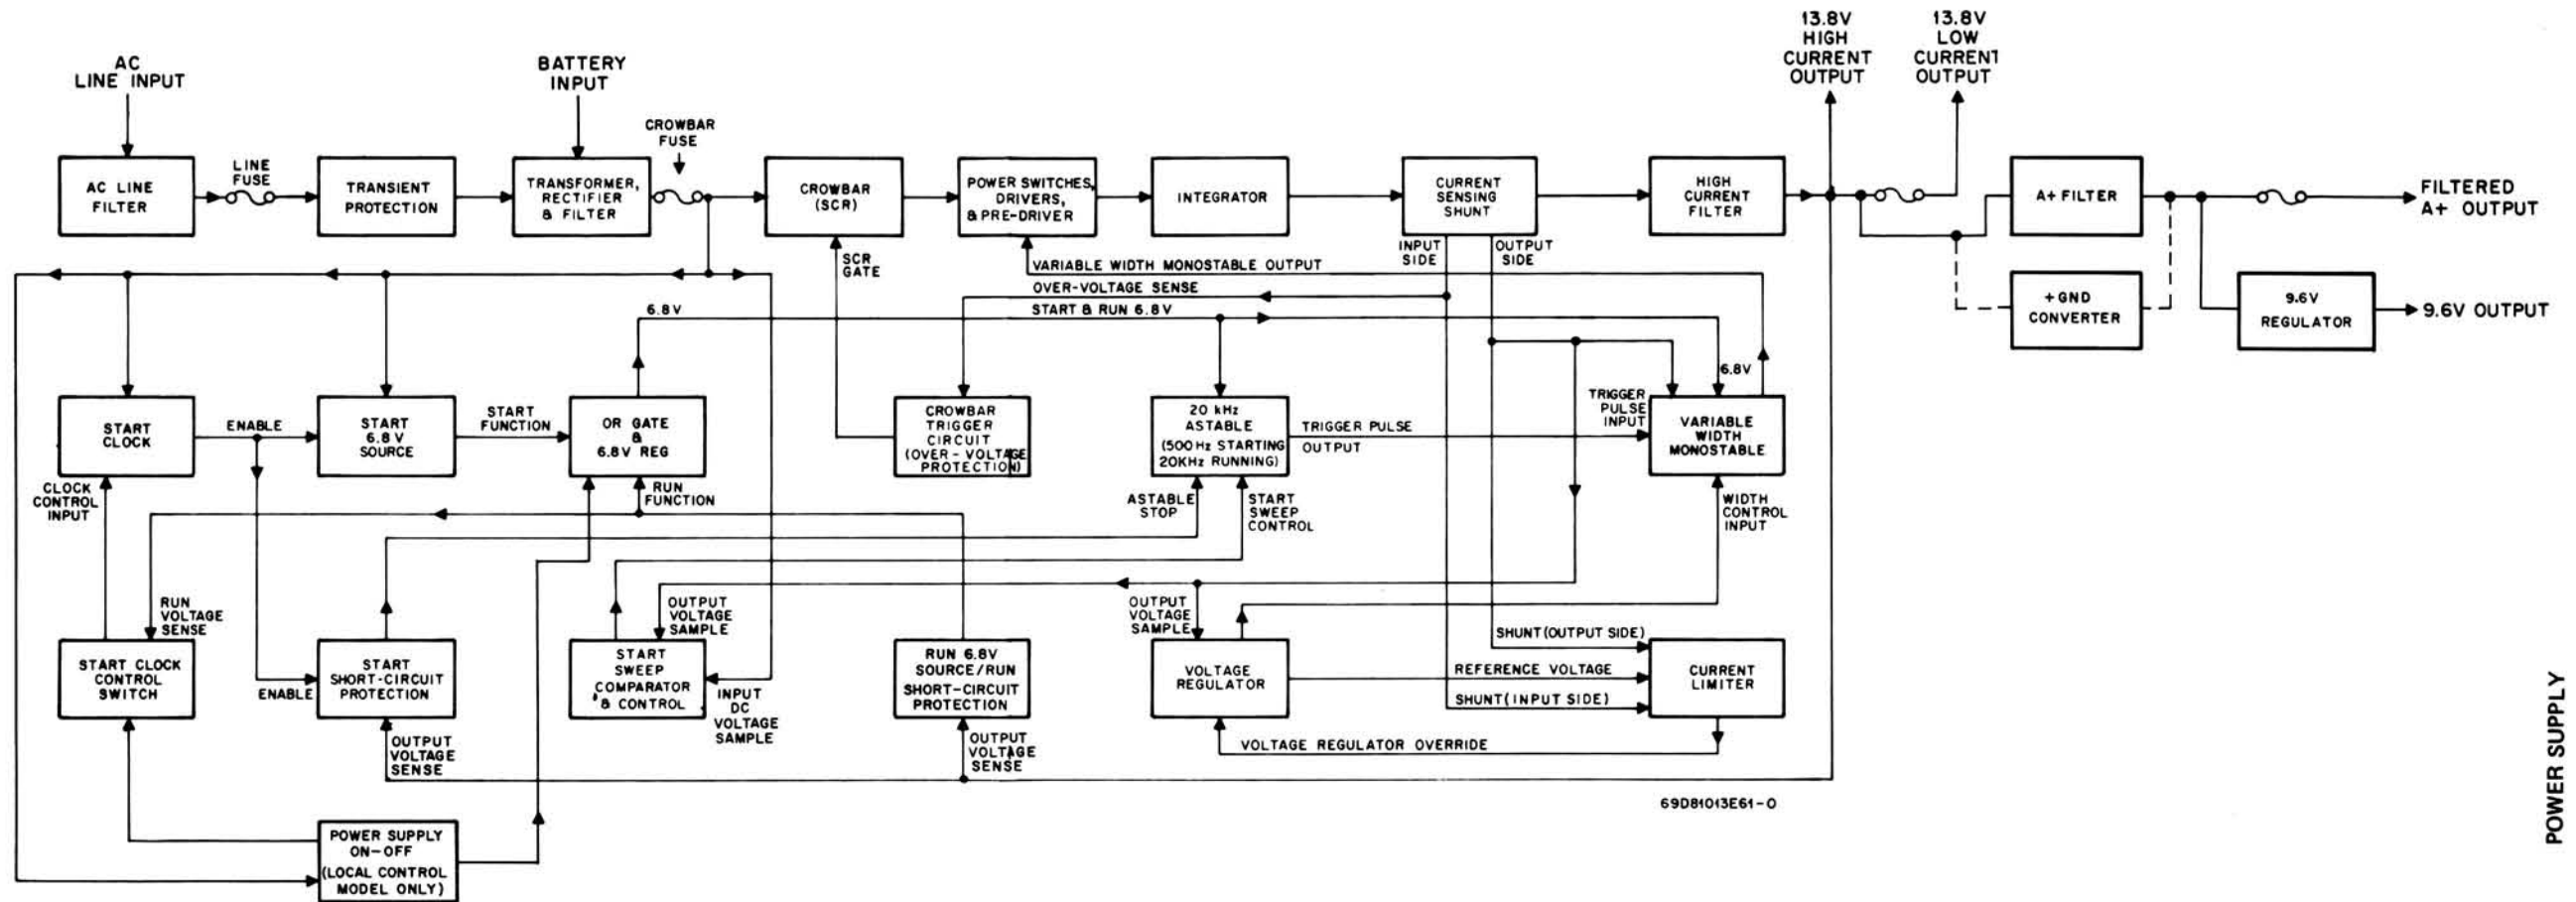 AC
LINE INPUT
BATTERY
INPUT
13.8V
HIGH
CURRENT
OUTPUT
13.8V
LOW
CURRENT
OUTPUT
AC LINE
FILTER
LINE
FUSE
TRANSIENT
PROTECTION
TRANSFORMER,
RECTIFIER
& FILTER
CROWBAR
FUSE
CROWBAR
(SCR)
POWER SWITCHES,
DRIVERS,
& PRE-DRIVER
INTEGRATOR
CURRENT
SENSING
SHUNT
HIGH
CURRENT
FILTER
A+ FILTER
FILTERED
A+ OUTPUT
SCR
GATE
INPUT
SIDE
OUTPUT
SIDE
VARIABLE WIDTH MONOSTABLE OUTPUT
OVER-VOLTAGE SENSE
6.8V
START & RUN 6.8V
+GND
CONVERTER
9.6V
REGULATOR
9.6V OUTPUT
START
CLOCK
ENABLE
START
6.8 V
SOURCE
START
FUNCTION
OR GATE
&
6.8V REG
CROWBAR
TRIGGER
CIRCUIT
(OVER-VOLTAGE
PROTECTION)
20 kHz
ASTABLE
(500Hz STARTING
20KHz RUNNING)
TRIGGER PULSE
OUTPUT
TRIGGER
PULSE
INPUT
6.8V
VARIABLE
WIDTH
MONOSTABLE
CLOCK
CONTROL
INPUT
RUN
FUNCTION
ASTABLE
STOP
START
SWEEP
CONTROL
WIDTH
CONTROL
INPUT
RUN
VOLTAGE
SENSE
OUTPUT
VOLTAGE
SAMPLE
OUTPUT
VOLTAGE
SAMPLE
START CLOCK
CONTROL
SWITCH
ENABLE
START
SHORT-CIRCUIT
PROTECTION
START
SWEEP
COMPARATOR
& CONTROL
INPUT
DC
VOLTAGE
SAMPLE
RUN 6.8V
SOURCE/RUN
SHORT-CIRCUIT
PROTECTION
VOLTAGE
REGULATOR
SHUNT(OUTPUT SIDE)
REFERENCE VOLTAGE
SHUNT(INPUT SIDE)
CURRENT
LIMITER
OUTPUT
VOLTAGE
SENSE
OUTPUT
VOLTAGE
SENSE
VOLTAGE REGULATOR OVERRIDE
69D81013E61-O
POWER SUPPLY
ON-OFF
(LOCAL CONTROL
MODEL ONLY)
POWER SUPPLY